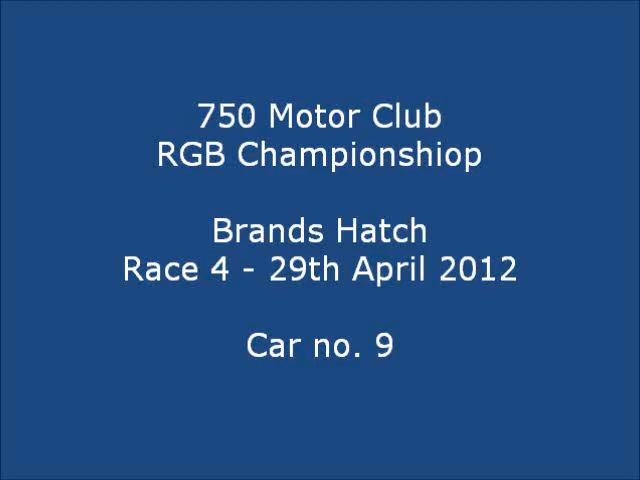 750 Motor Club
RGB Championshiop
Brands Hatch
Race 4 - 29th April 2012
Car no. 9